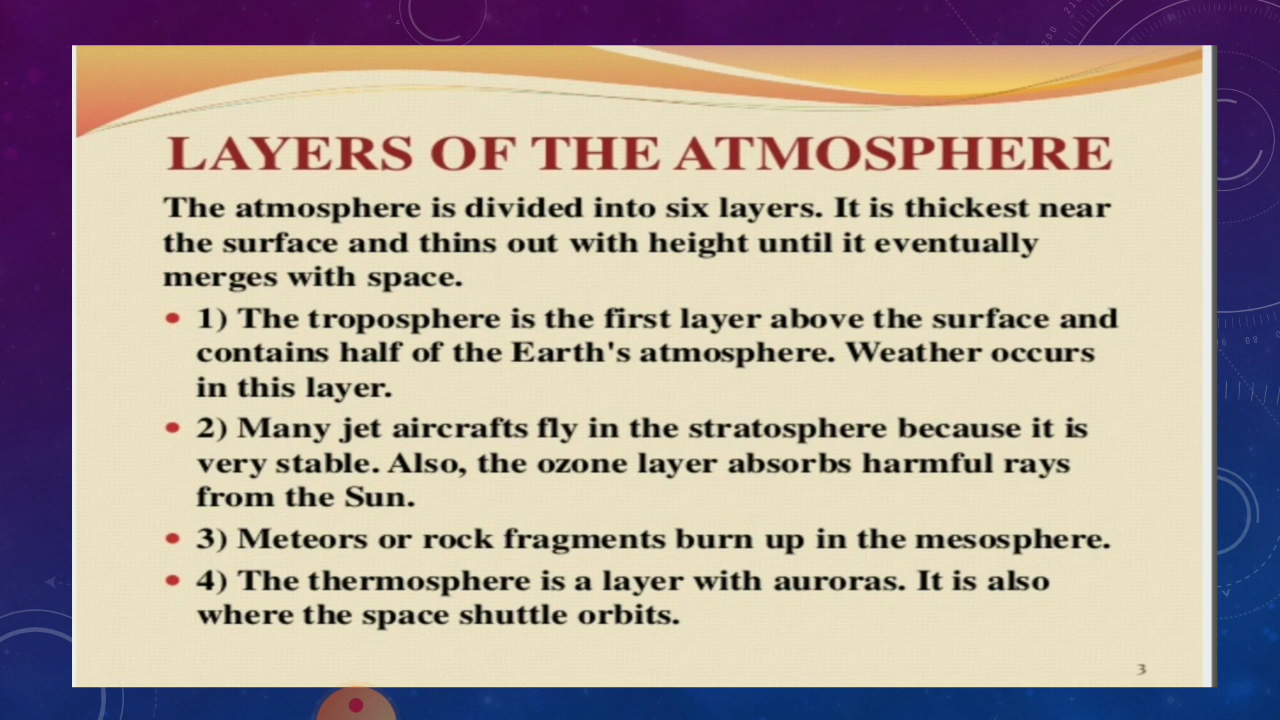 LAYERS OF THE ATMOSPHERE
The atmosphere is divided into six layers. It is thickest near
the surface and thins out with height until it eventually
merges with space.
• 1) The troposphere is the first layer above the surface and
contains half of the Earth's atmosphere. Weather occurs
in this layer.
• 2) Many jet aircrafts fly in the stratosphere because it is
very stable. Also, the ozone layer absorbs harmful rays
from the Sun.
• 3) Meteors or rock fragments burn up in the mesosphere.
• 4) The thermosphere is a layer with auroras. It is also
where the space shuttle orbits.
3